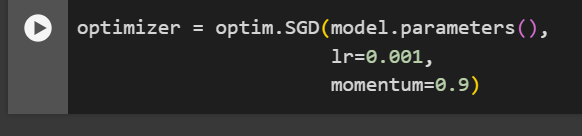 optimizer = optim.SGD(model.parameters(),
                      lr=0.001,
                      momentum=0.9)